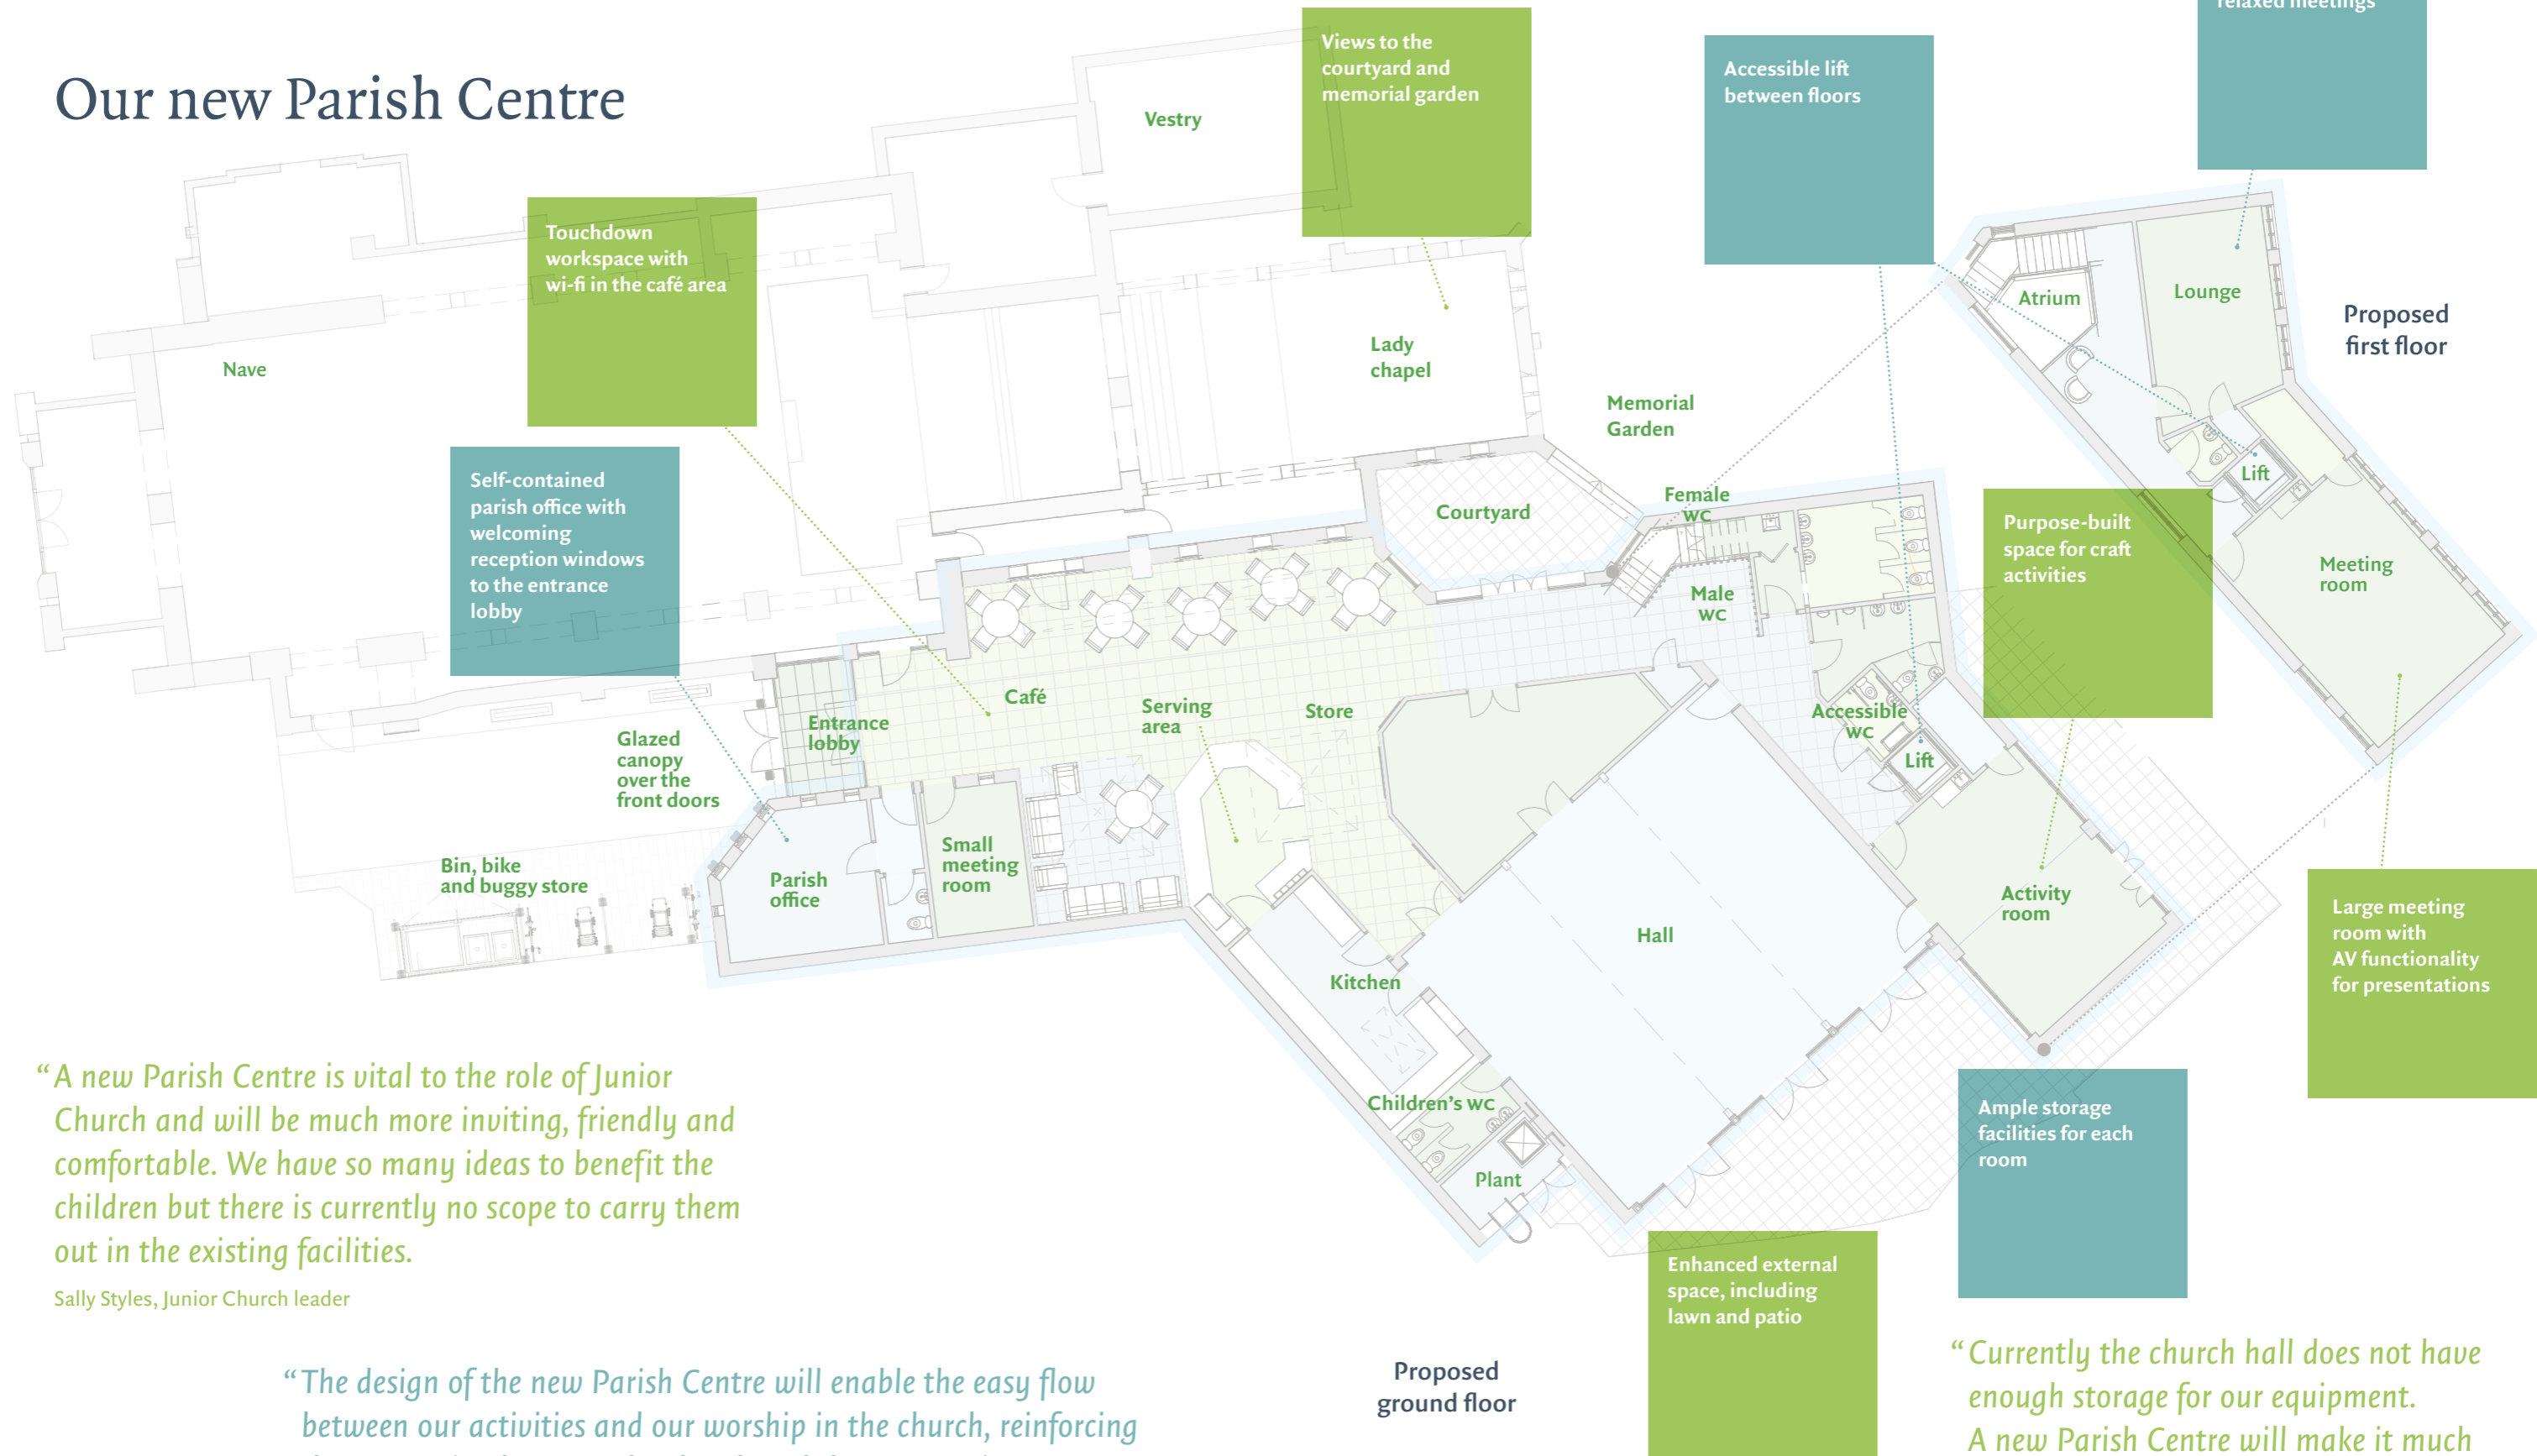 relaxed meetings
Views to the
courtyard and
memorial garden
Accessible lift
between floors
Our new Parish Centre
Vestry
Touchdown
workspace with
wi-fi in the café area
Atrium
Lounge
Proposed
first floor
Nave
Lady
chapel
Memorial
Garden
Self-contained
parish office with
welcoming
reception windows
to the entrance
lobby
Courtyard
Female
WC
Lift
Purpose-built
space for craft
activities
Meeting
room
Male
WC
Café
Serving
area
Store
Entrance
lobby
Accessible
WC
Lift
Glazed
canopy
over the
front doors
Bin, bike
and buggy store
Parish
office
Small
meeting
room
Activity
room
Hall
Large meeting
room with
AV functionality
for presentations
Kitchen
Children's WC
Plant
Ample storage
facilities for each
room
“A new Parish Centre is vital to the role of Junior
Church and will be much more inviting, friendly and
comfortable. We have so many ideas to benefit the
children but there is currently no scope to carry them
out in the existing facilities.
Sally Styles, Junior Church leader
Enhanced external
space, including
lawn and patio
Proposed
ground floor
“The design of the new Parish Centre will enable the easy flow
between our activities and our worship in the church, reinforcing
“Currently the church hall does not have
enough storage for our equipment.
A new Parish Centre will make it much